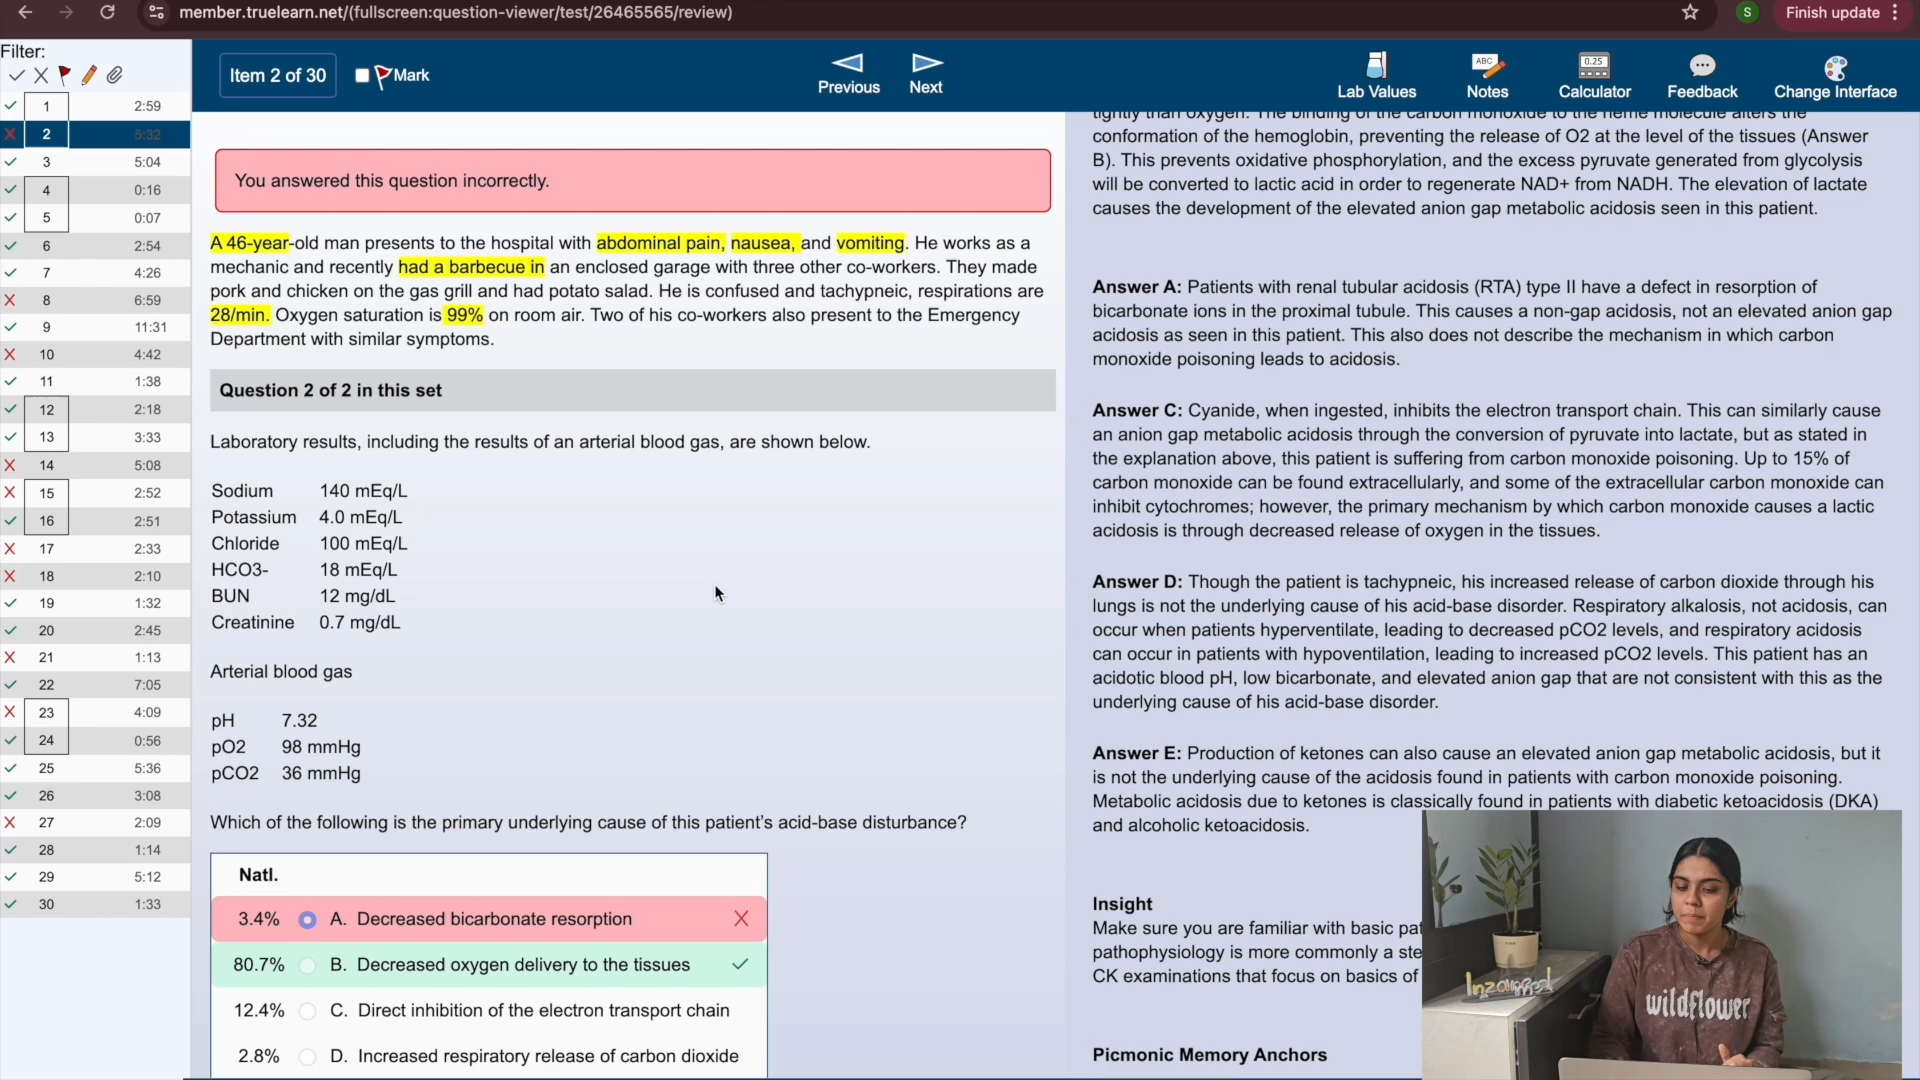 member.truelearn.net/(fullscreen:question-viewer/test/26465565/review)
S
Finish update
Filter:
Item 2 of 30
Mark
Previous
Next
Lab Values
Notes
Calculator
Feedback
Change Interface
1 2:59
2 5:32
3 5:04
4 0:16
5 0:07
6 2:54
7 4:26
8 6:59
9 11:31
10 4:42
11 1:38
12 2:18
13 3:33
14 5:08
15 2:52
16 2:51
17 2:33
18 2:10
19 1:32
20 2:45
21 1:13
22 7:05
23 4:09
24 0:56
25 5:36
26 3:08
27 2:09
28 1:14
29 5:12
30 1:33
You answered this question incorrectly.
A 46-year-old man presents to the hospital with abdominal pain, nausea, and vomiting. He works as a
mechanic and recently had a barbecue in an enclosed garage with three other co-workers. They made
pork and chicken on the gas grill and had potato salad. He is confused and tachypneic, respirations are
28/min. Oxygen saturation is 99% on room air. Two of his co-workers also present to the Emergency
Department with similar symptoms.
Question 2 of 2 in this set
Laboratory results, including the results of an arterial blood gas, are shown below.
Sodium 140 mEq/L
Potassium 4.0 mEq/L
Chloride 100 mEq/L
HCO3- 18 mEq/L
BUN 12 mg/dL
Creatinine 0.7 mg/dL
Arterial blood gas
pH 7.32
pO2 98 mmHg
pCO2 36 mmHg
Which of the following is the primary underlying cause of this patient's acid-base disturbance?
Natl.
3.4% A. Decreased bicarbonate resorption
80.7% B. Decreased oxygen delivery to the tissues
12.4% C. Direct inhibition of the electron transport chain
2.8% D. Increased respiratory release of carbon dioxide
tightly than oxygen. The binding of the carbon monoxide to the heme molecule alters the
conformation of the hemoglobin, preventing the release of O2 at the level of the tissues (Answer
B). This prevents oxidative phosphorylation, and the excess pyruvate generated from glycolysis
will be converted to lactic acid in order to regenerate NAD+ from NADH. The elevation of lactate
causes the development of the elevated anion gap metabolic acidosis seen in this patient.
Answer A: Patients with renal tubular acidosis (RTA) type II have a defect in resorption of
bicarbonate ions in the proximal tubule. This causes a non-gap acidosis, not an elevated anion gap
acidosis as seen in this patient. This also does not describe the mechanism in which carbon
monoxide poisoning leads to acidosis.
Answer C: Cyanide, when ingested, inhibits the electron transport chain. This can similarly cause
an anion gap metabolic acidosis through the conversion of pyruvate into lactate, but as stated in
the explanation above, this patient is suffering from carbon monoxide poisoning. Up to 15% of
carbon monoxide can be found extracellularly, and some of the extracellular carbon monoxide can
inhibit cytochromes; however, the primary mechanism by which carbon monoxide causes a lactic
acidosis is through decreased release of oxygen in the tissues.
Answer D: Though the patient is tachypneic, his increased release of carbon dioxide through his
lungs is not the underlying cause of his acid-base disorder. Respiratory alkalosis, not acidosis, can
occur when patients hyperventilate, leading to decreased pCO2 levels, and respiratory acidosis
can occur in patients with hypoventilation, leading to increased pCO2 levels. This patient has an
acidotic blood pH, low bicarbonate, and elevated anion gap that are not consistent with this as the
underlying cause of his acid-base disorder.
Answer E: Production of ketones can also cause an elevated anion gap metabolic acidosis, but it
is not the underlying cause of the acidosis found in patients with carbon monoxide poisoning.
Metabolic acidosis due to ketones is classically found in patients with diabetic ketoacidosis (DKA)
and alcoholic ketoacidosis.
Insight
Make sure you are familiar with basic pat
pathophysiology is more commonly a ste
CK examinations that focus on basics of
Picmonic Memory Anchors
InzainMed
wildflower
ABC
0.25